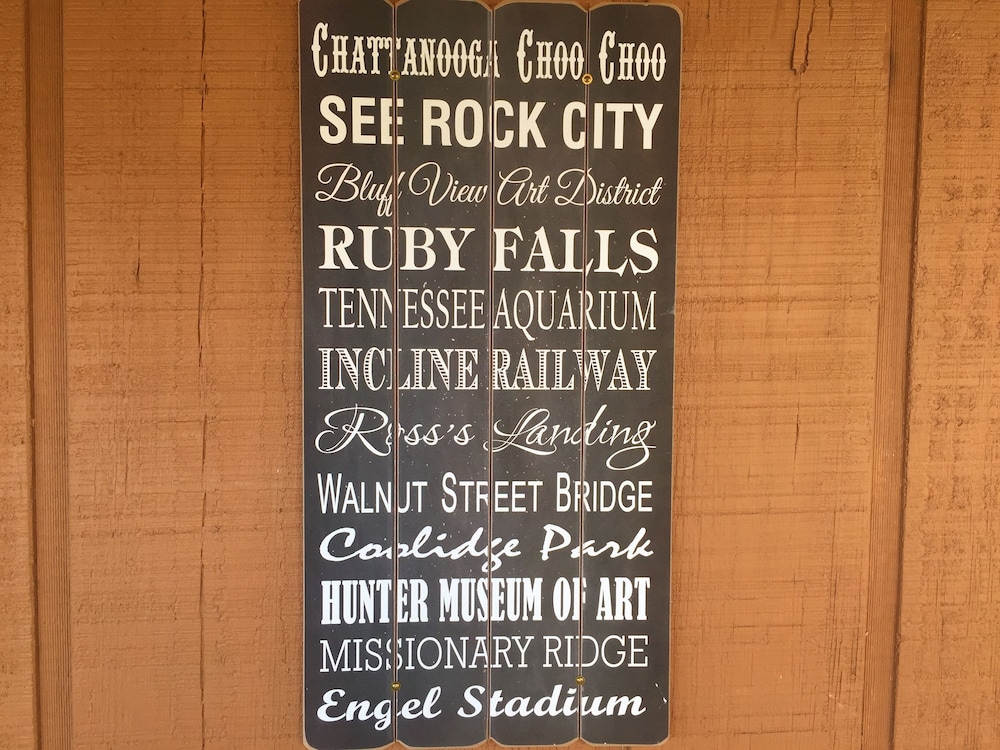 Chattanooga Choo Choo
SEE ROCK CITY
Bluff View Art District
RUBY FALLS
TENNESSEE AQUARIUM
INCLINE RAILWAY
Ross's Landing
WALNUT STREET BRIDGE
Coolidge Park
HUNTER MUSEUM OF ART
MISSIONARY RIDGE
Engel Stadium